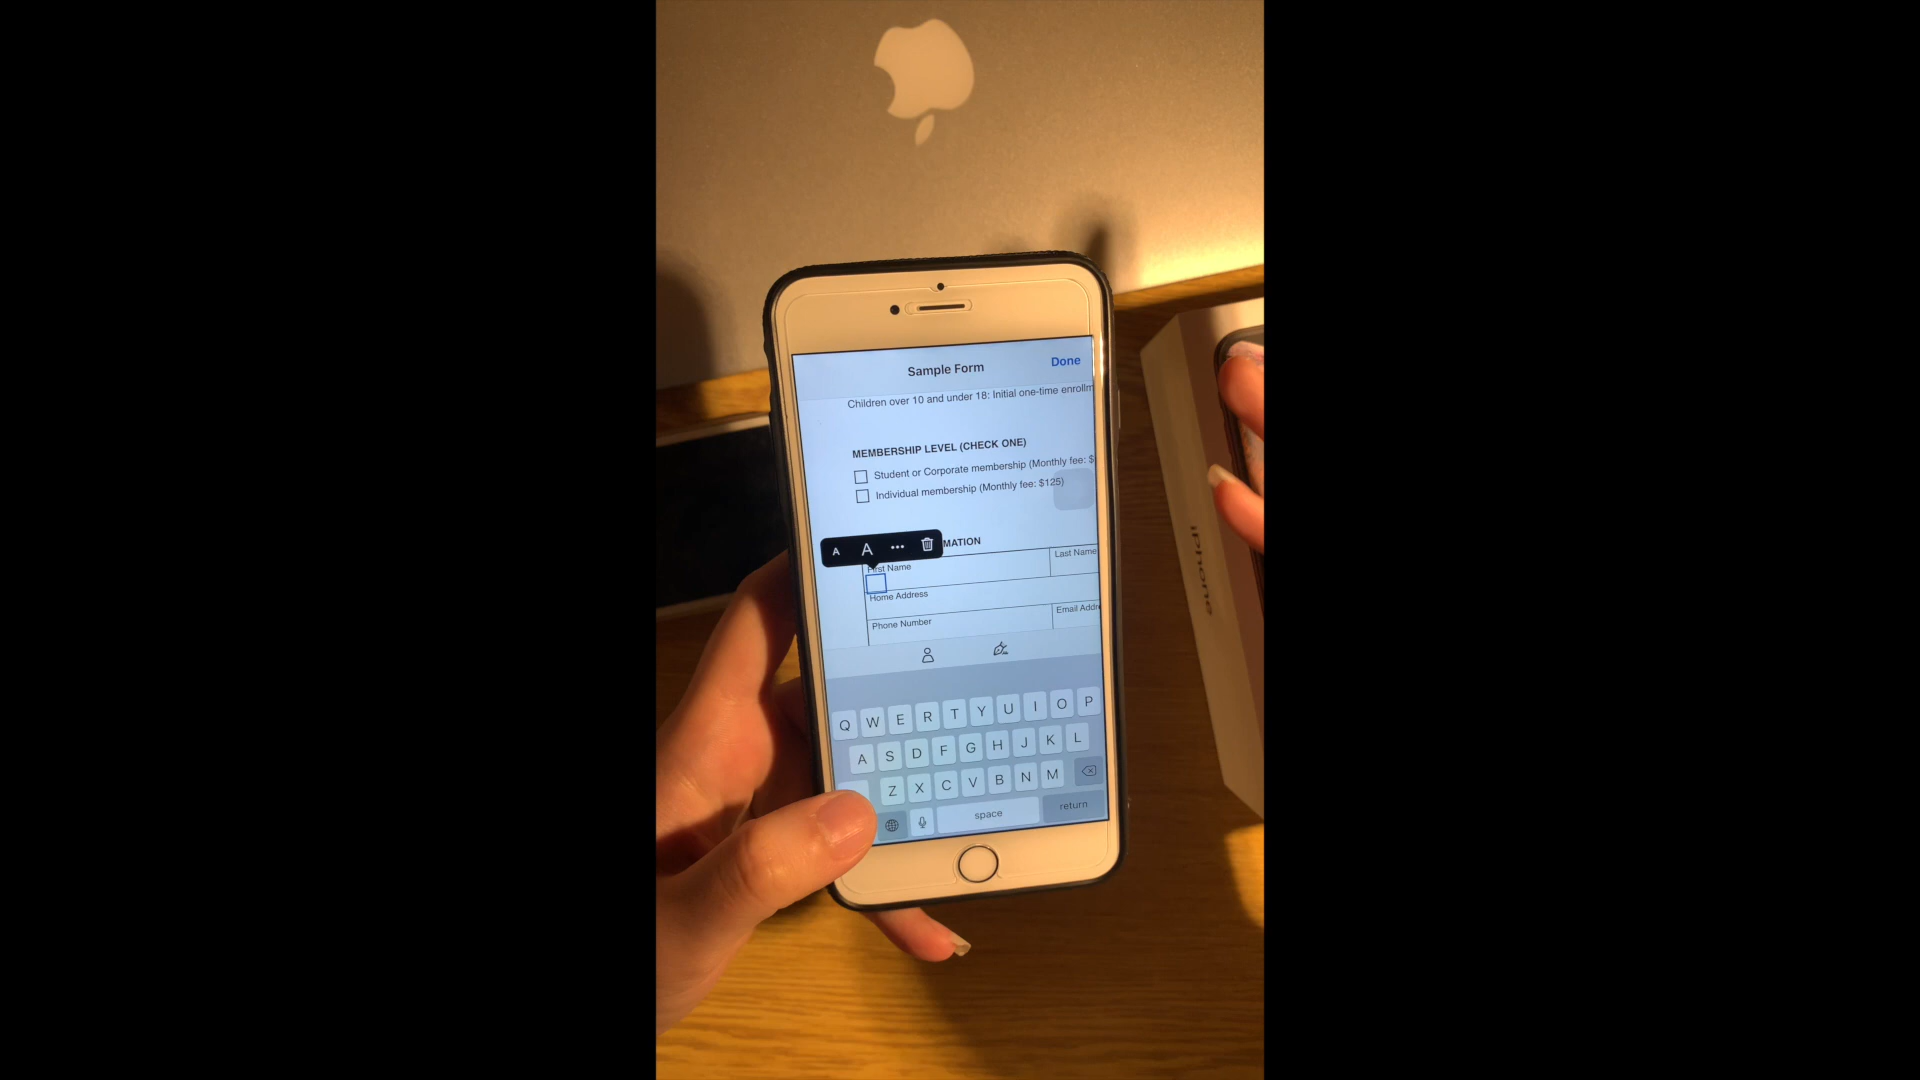 Sample Form
Done
Children over 10 and under 18: Initial one-time enrollm
MEMBERSHIP LEVEL (CHECK ONE)
Student or Corporate membership (Monthly fee: $
Individual membership (Monthly fee: $125)
A A ••• MATION
First Name
Last Name
Home Address
Phone Number
Email Addre
Q W E R T Y U I O P
A S D F G H J K L
Z X C V B N M
space
return
iPhone